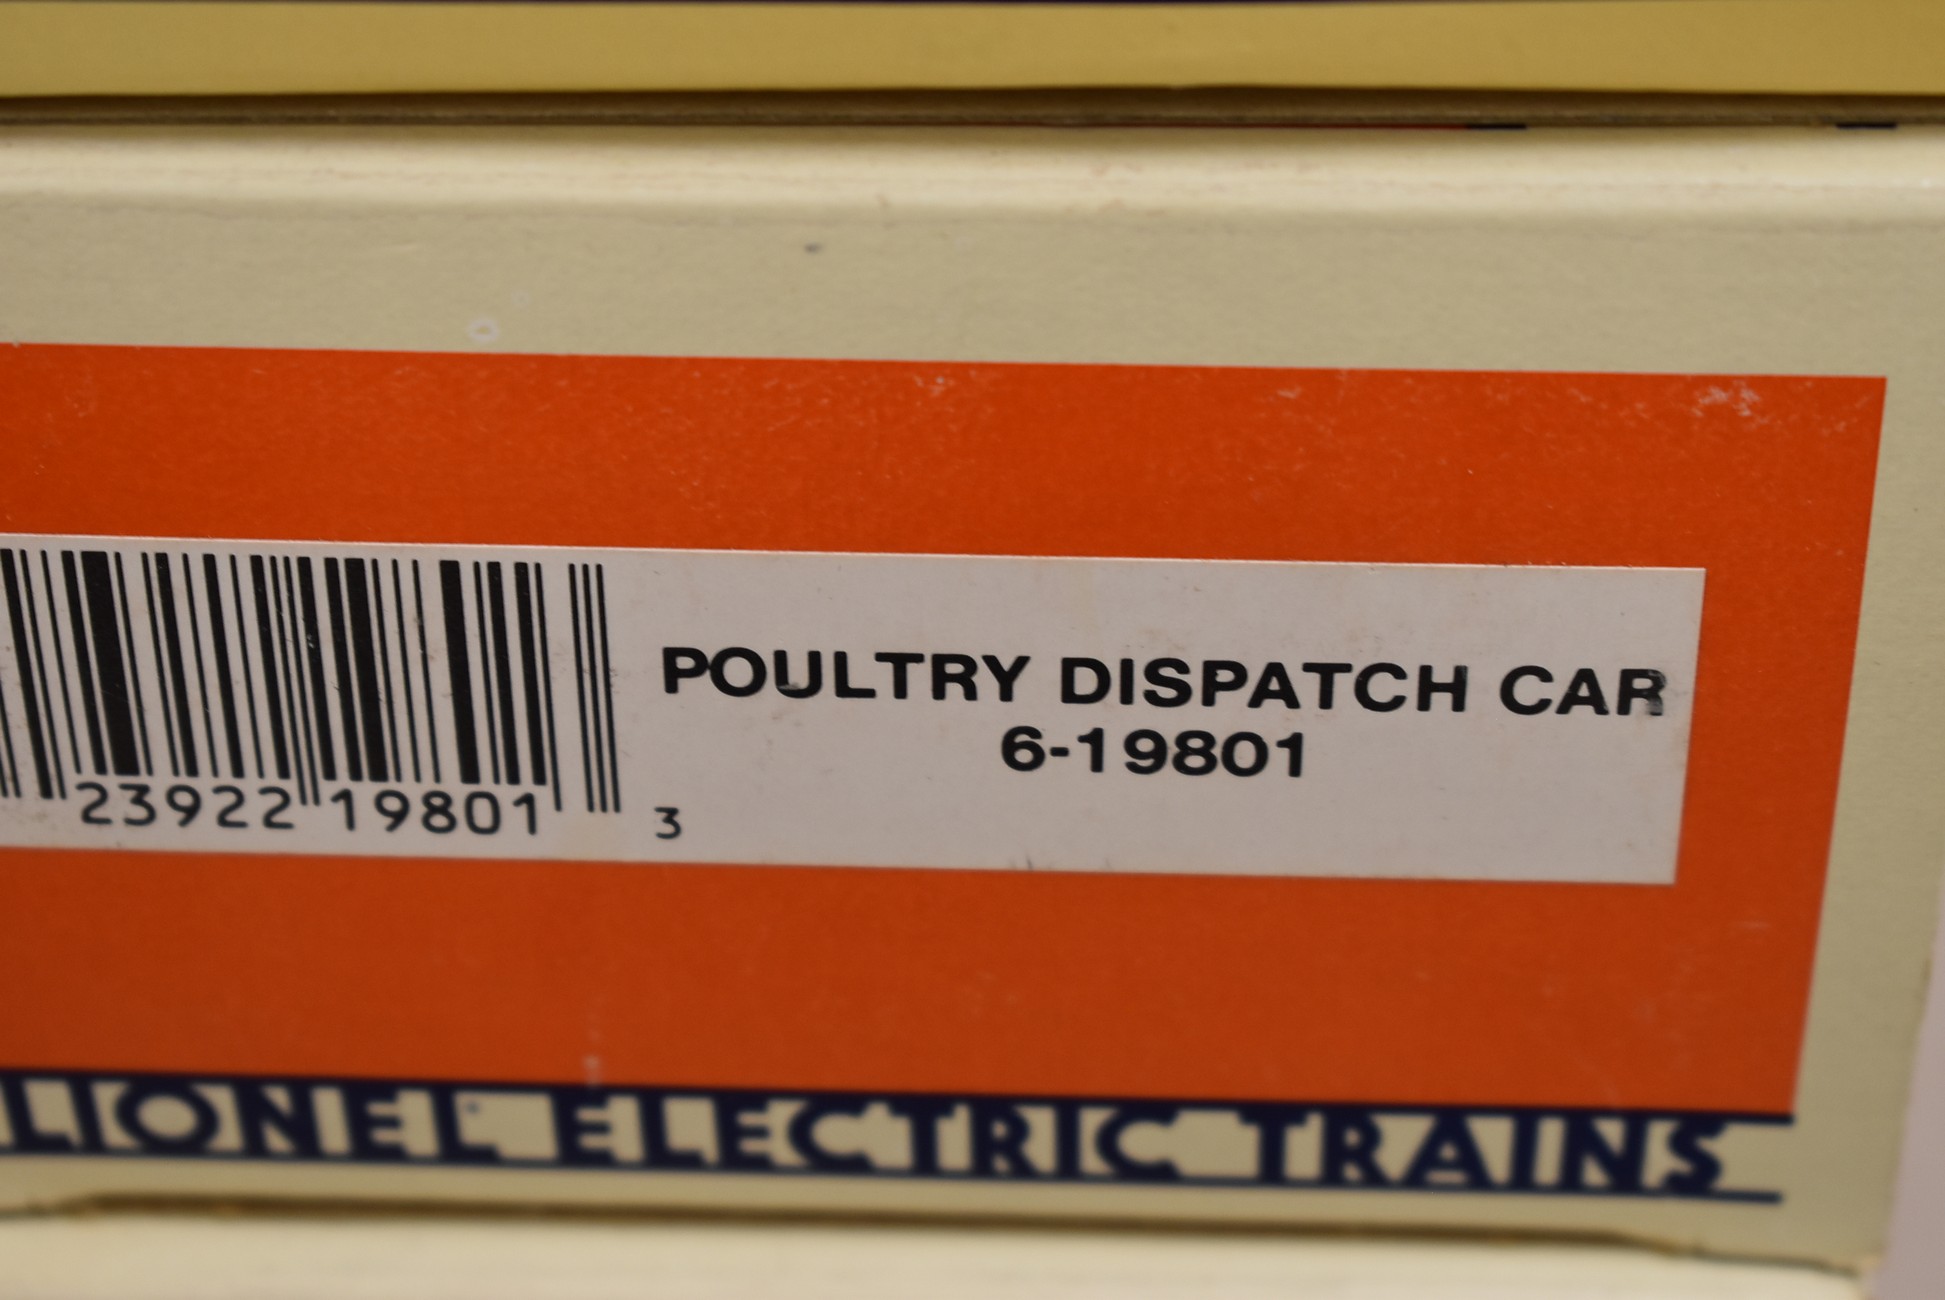 POULTRY DISPATCH CAR
6-19801
23922 19801 3
LIONEL ELECTRIC TRAINS